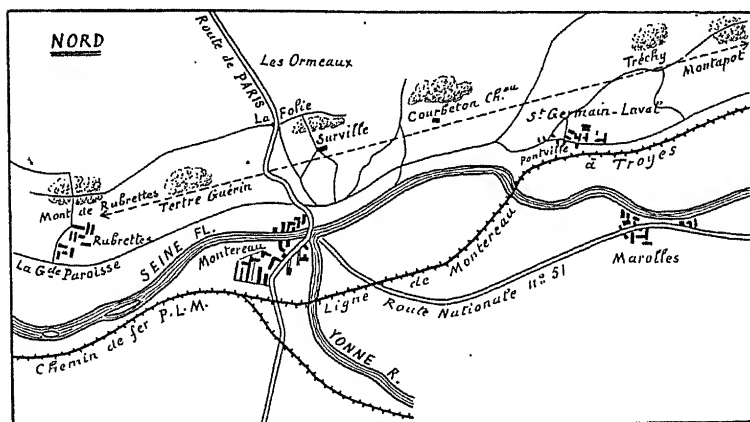 NORD
Route de PARIS
Les Ormeaux
La Folie
Surville
Courbeton Ch.au
Tréchy
Montapot
St Germain-Laval
Pontville
à Troyes
Mont de Rubrettes
Tertre Guérin
Rubrettes
La Gde Paroisse
SEINE FL.
Montereau
Marolles
Ligne de Montereau
Route Nationale n° 51
Chemin de fer P.L.M.
YONNE R.